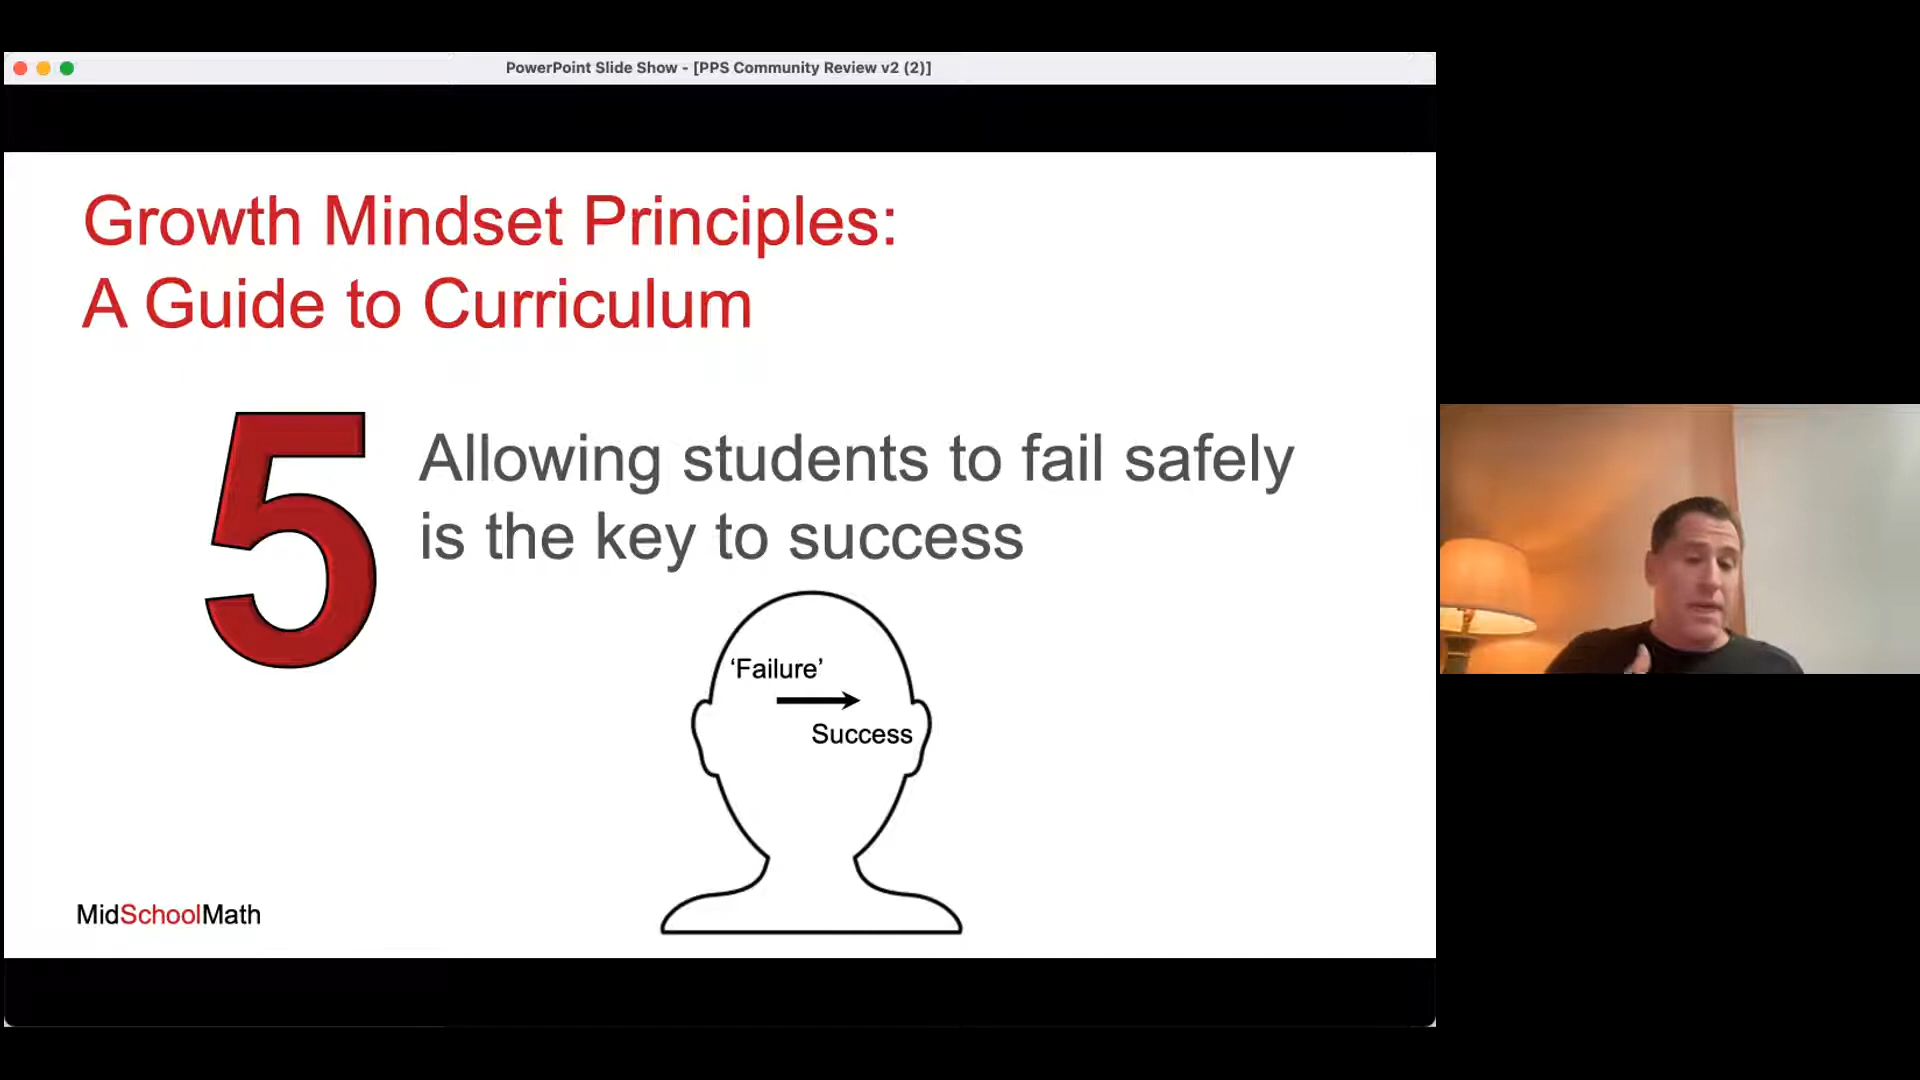 PowerPoint Slide Show - [PPS Community Review v2 (2)]
Growth Mindset Principles:
A Guide to Curriculum
5
Allowing students to fail safely
is the key to success
‘Failure’
Success
MidSchoolMath